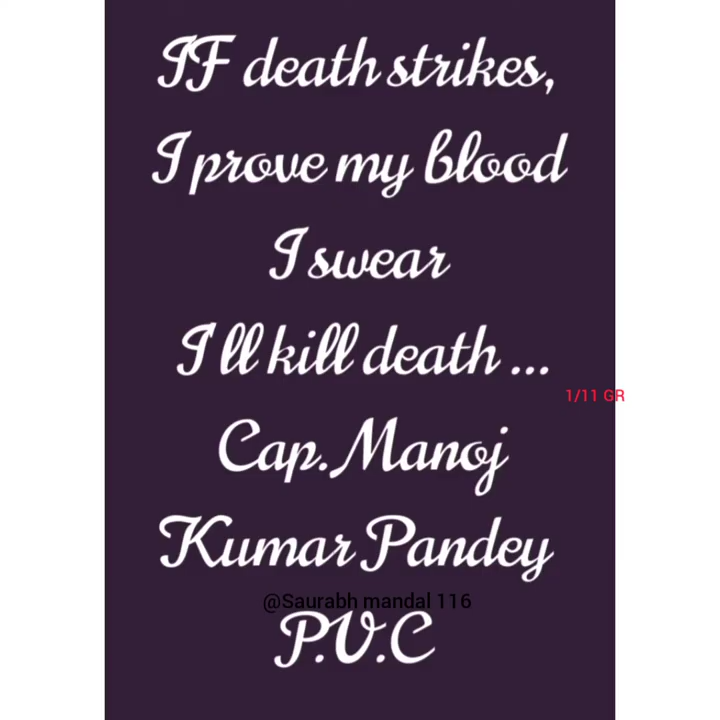 IF death strikes,
I prove my blood
I swear
I ll kill death ...
1/11 GR
Cap. Manoj
Kumar Pandey
@Saurabh mandal 116
P.V.C